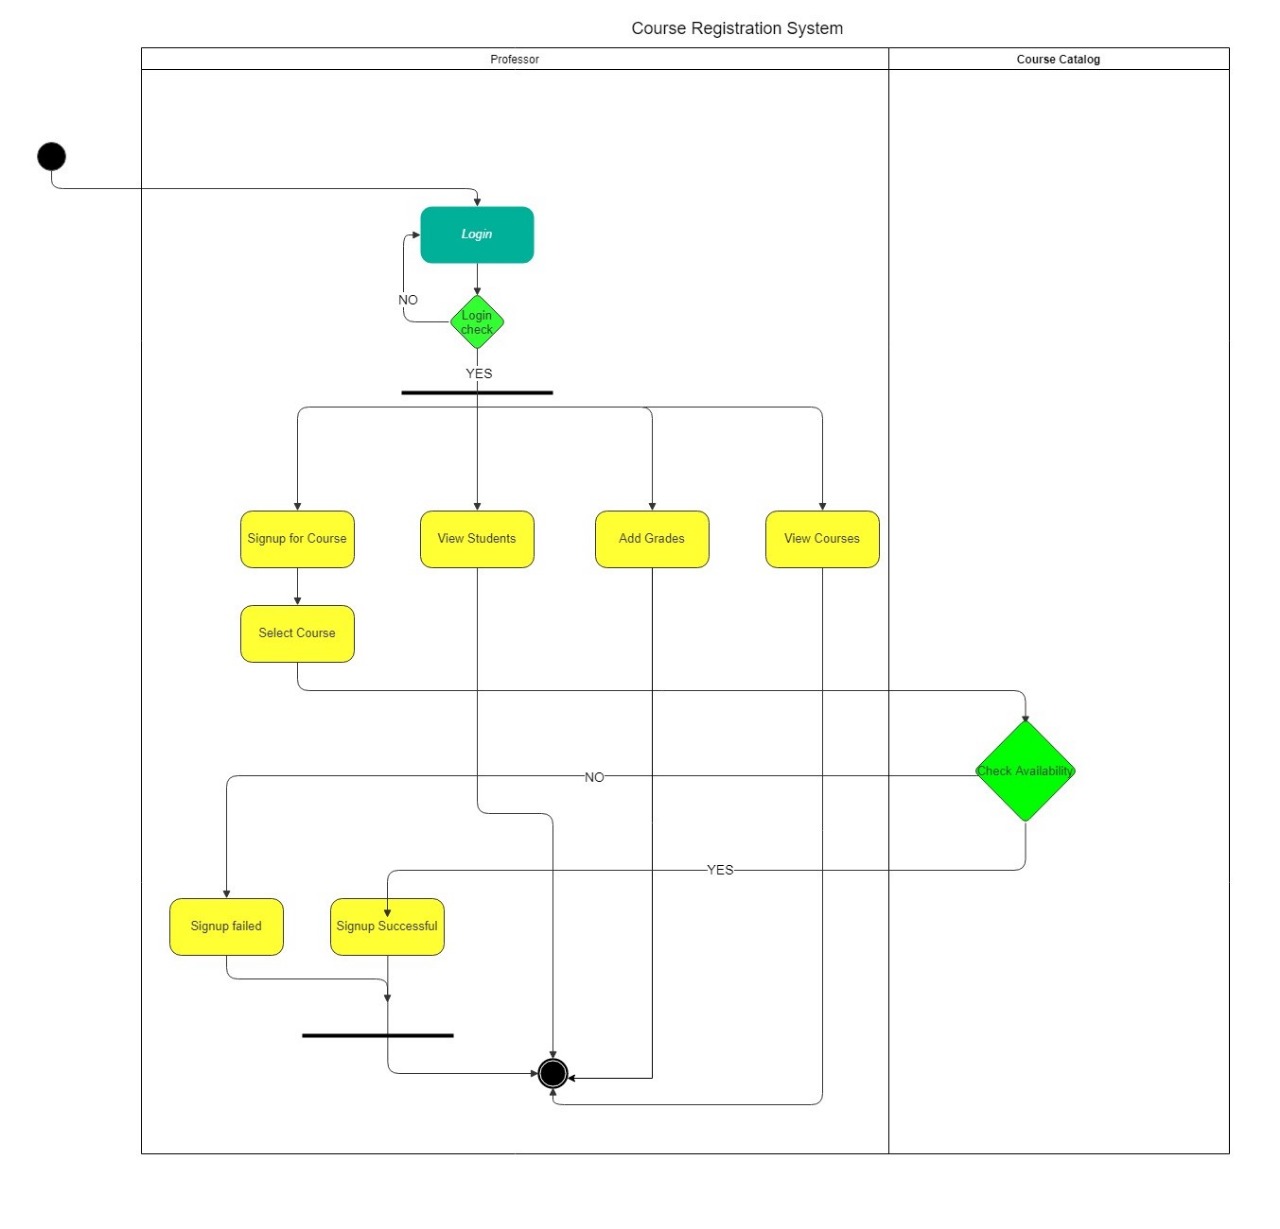 Course Registration System
Professor
Course Catalog
Login
NO
Login
check
YES
Signup for Course
View Students
Add Grades
View Courses
Select Course
Check Availability
NO
YES
Signup failed
Signup Successful